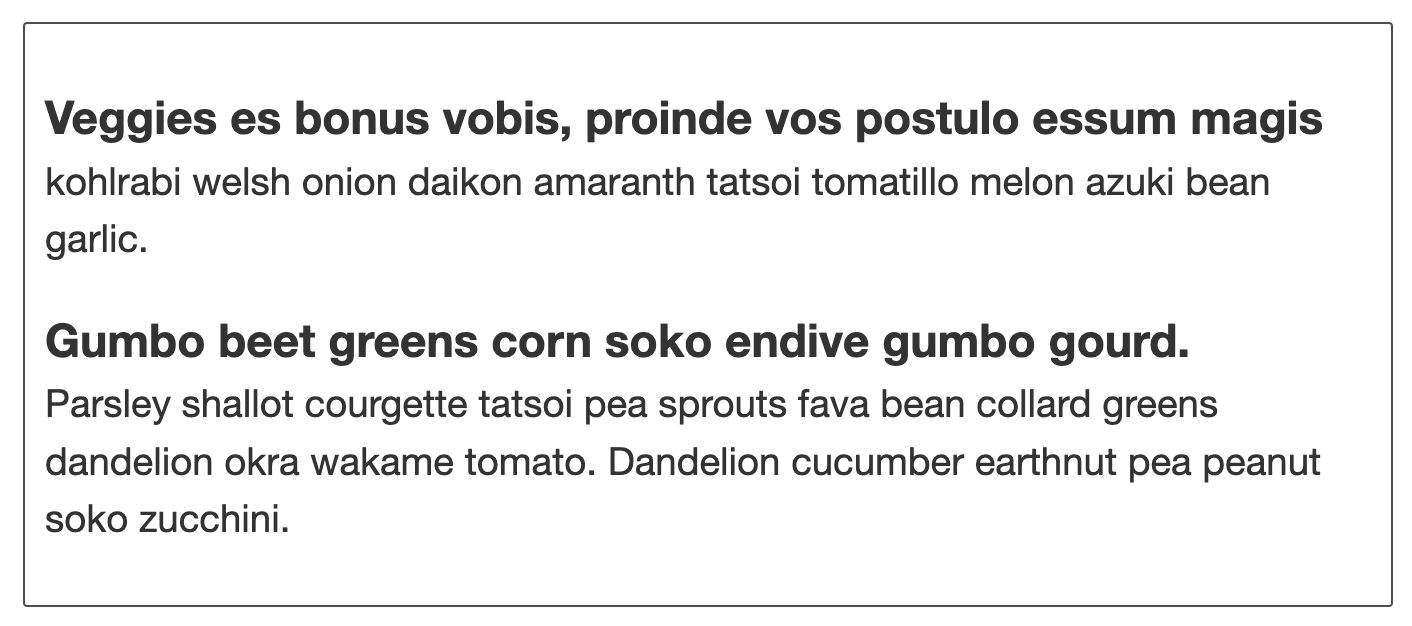 Veggies es bonus vobis, proinde vos postulo essum magis
kohlrabi welsh onion daikon amaranth tatsoi tomatillo melon azuki bean
garlic.
Gumbo beet greens corn soko endive gumbo gourd.
Parsley shallot courgette tatsoi pea sprouts fava bean collard greens
dandelion okra wakame tomato. Dandelion cucumber earthnut pea peanut
soko zucchini.